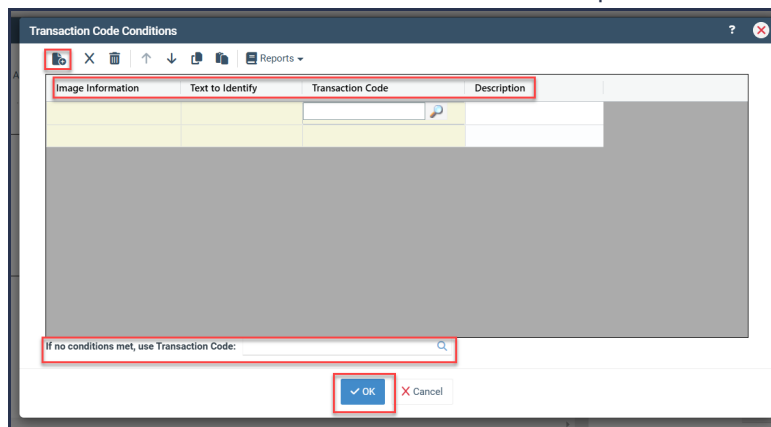 Transaction Code Conditions ?
Reports
Image Information Text to Identify Transaction Code Description
If no conditions met, use Transaction Code:
OK Cancel